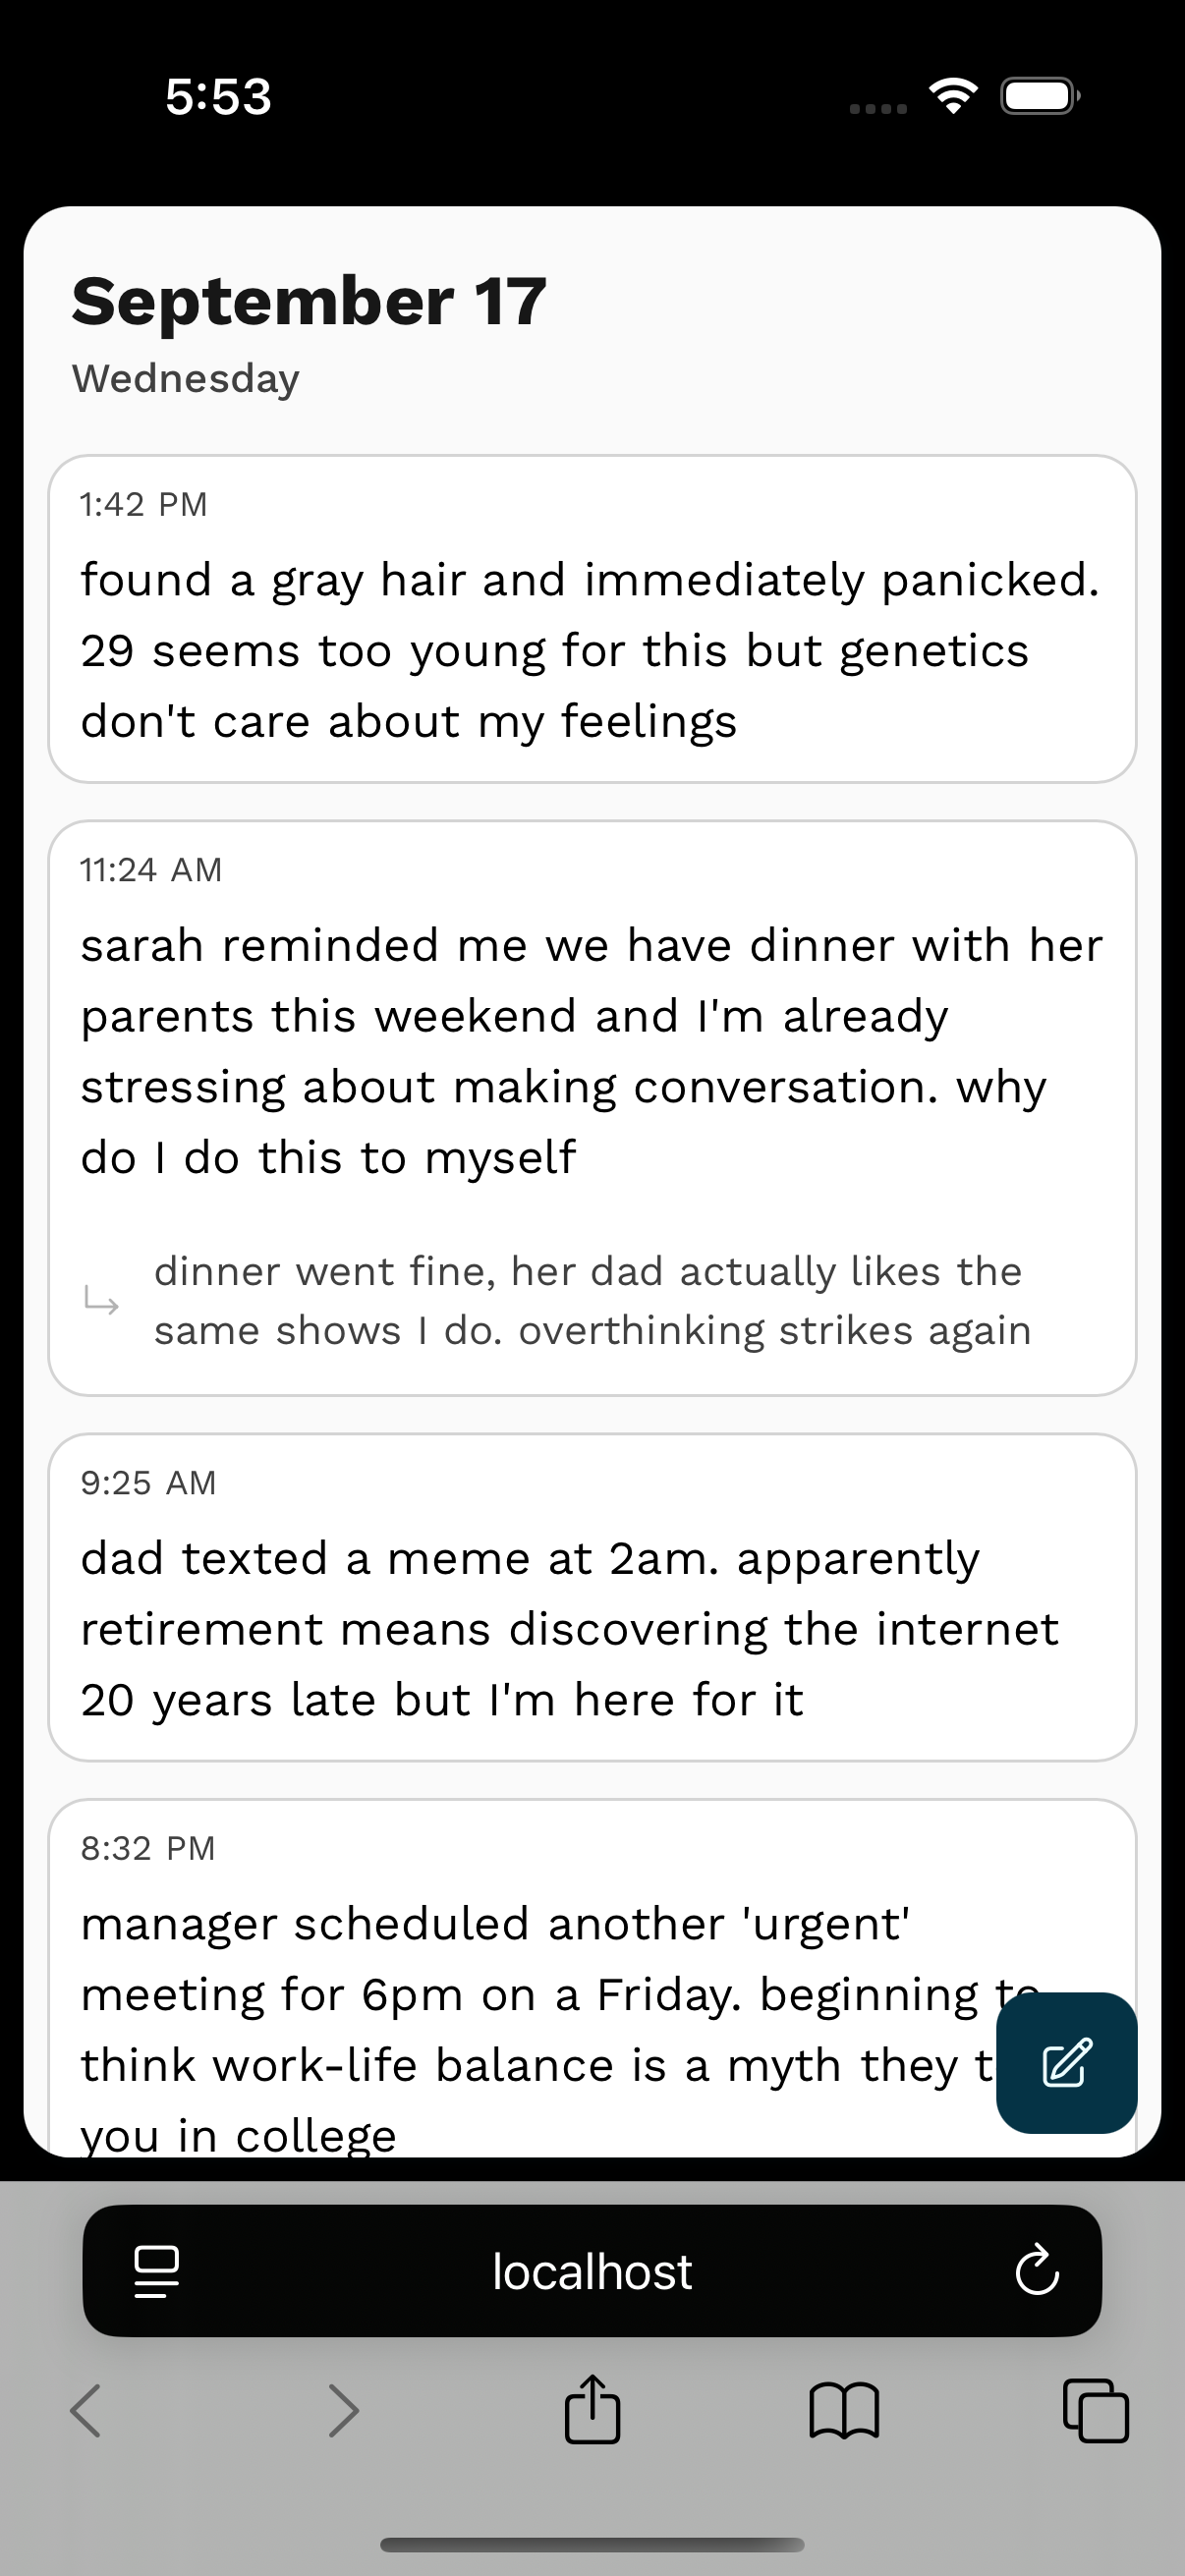 5:53
September 17
Wednesday
1:42 PM
found a gray hair and immediately panicked.
29 seems too young for this but genetics
don't care about my feelings
11:24 AM
sarah reminded me we have dinner with her
parents this weekend and I'm already
stressing about making conversation. why
do I do this to myself
dinner went fine, her dad actually likes the
same shows I do. overthinking strikes again
9:25 AM
dad texted a meme at 2am. apparently
retirement means discovering the internet
20 years late but I'm here for it
8:32 PM
manager scheduled another 'urgent'
meeting for 6pm on a Friday. beginning to
think work-life balance is a myth they
you in college
localhost